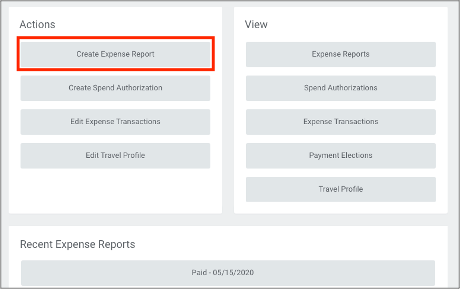 Actions
Create Expense Report
Create Spend Authorization
Edit Expense Transactions
Edit Travel Profile
View
Expense Reports
Spend Authorizations
Expense Transactions
Payment Elections
Travel Profile
Recent Expense Reports
Paid - 05/15/2020